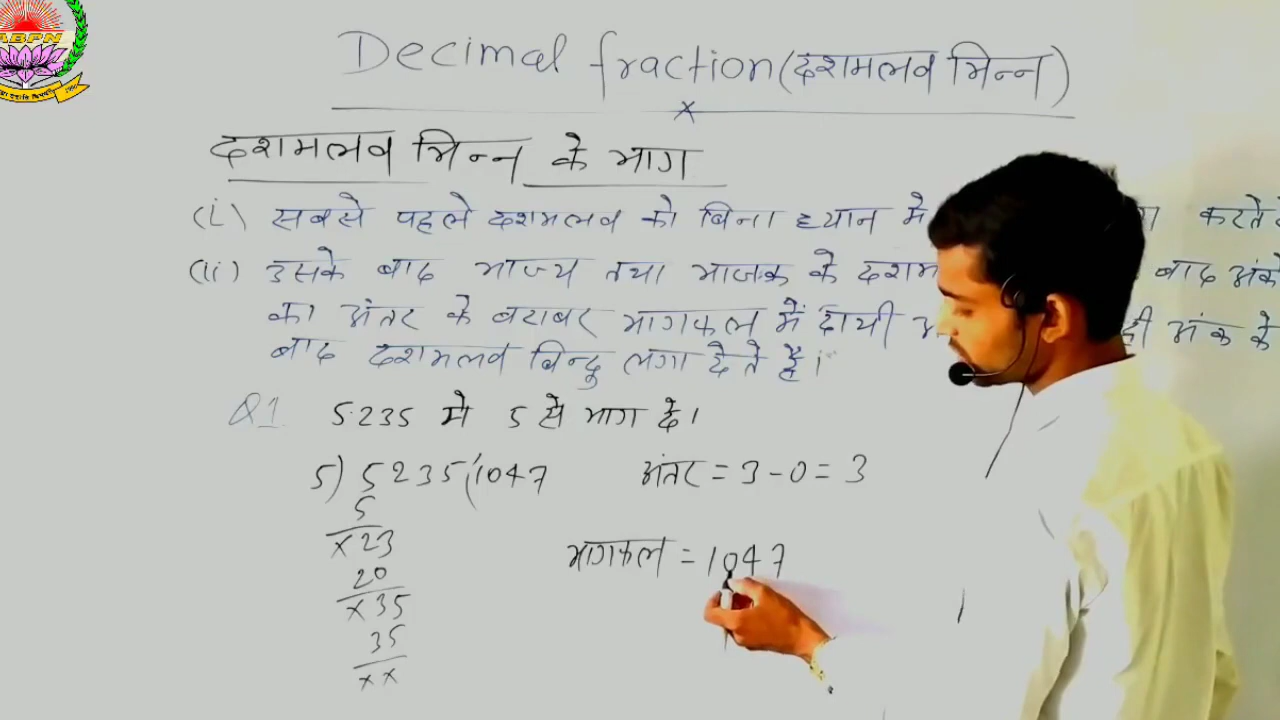 ABPN
Decimal fraction (दशमलव भिन्न)
x
दशमलव भिन्न के भाग
(i) सबसे पहले दशमलव को बिना ध्यान मे करते
(ii) उसके बाद भाज्य तथा भाजक के दशम बाद अंको
का अंतर के बराबर भागफल में दायी ही अंक के
बाद दशमलव बिन्दु लगा देते है।
Q1. 5.235 मे 5 से भाग दे।
5) 5235 (1047 अंतर = 3 - 0 = 3
5
x 23
20
x 35
35
x x
भागफल = 1047